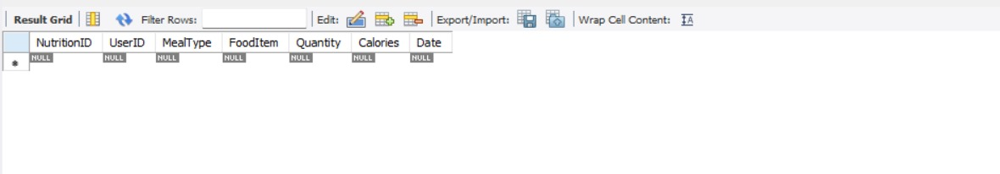 Result Grid Filter Rows: Edit: Export/Import: Wrap Cell Content: IA
NutritionID UserID MealType FoodItem Quantity Calories Date
* NULL NULL NULL NULL NULL NULL NULL